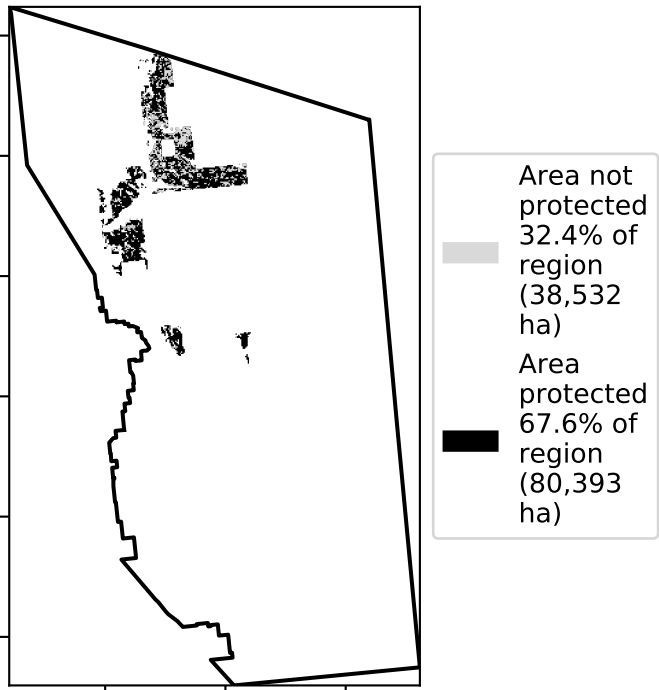 Area not
protected
32.4% of
region
(38,532
ha)
Area
protected
67.6% of
region
(80,393
ha)